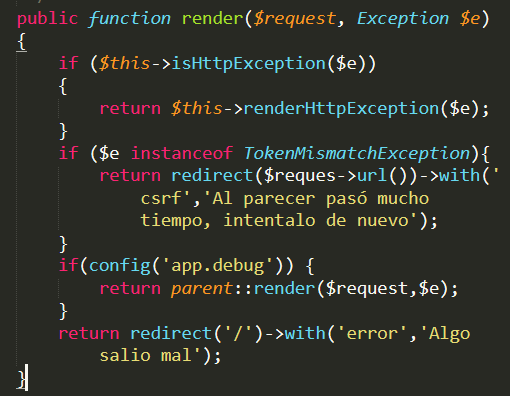 public function render($request, Exception $e)
{
if ($this->isHttpException($e))
{
return $this->renderHttpException($e);
}
if ($e instanceof TokenMismatchException){
return redirect($reques->url())->with('
csrf','Al parecer pasó mucho
tiempo, intentalo de nuevo');
}
if(config('app.debug')) {
return parent::render($request,$e);
}
return redirect('/')->with('error','Algo
salio mal');
}